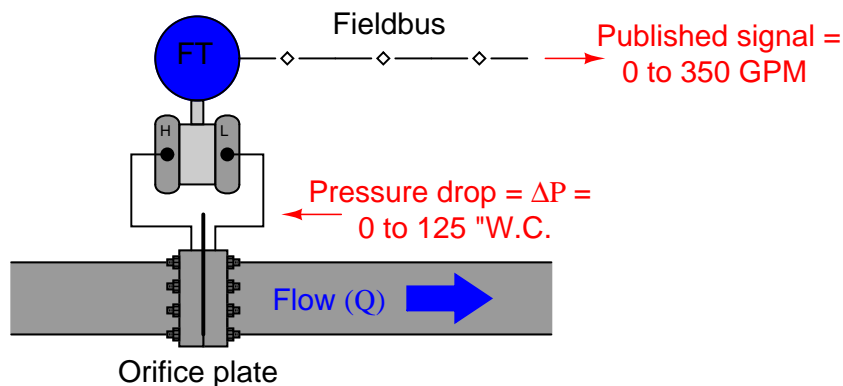 Fieldbus
FT
Published signal =
0 to 350 GPM
H
L
Pressure drop = ΔP =
0 to 125 "W.C.
Flow (Q)
Orifice plate